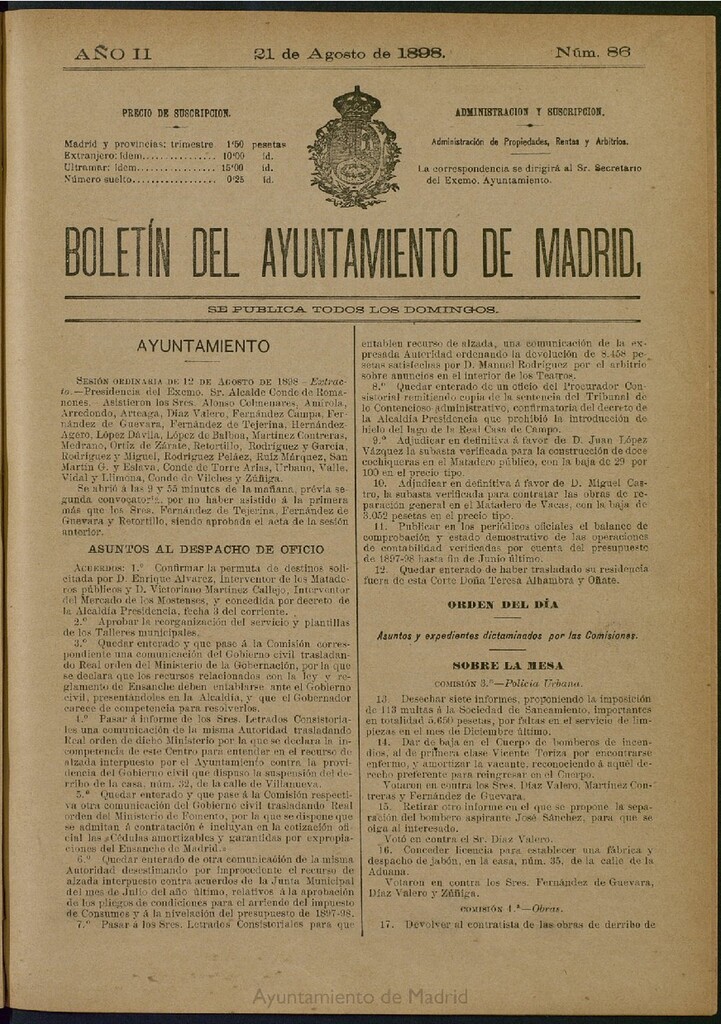 AÑO II
21 de Agosto de 1898.
Núm. 86
PRECIO DE SUSCRIPCION.
Madrid y provincias: trimestre 1'50 pesetas
Extranjero: ídem................ 10'00 id.
Ultramar: ídem................. 15'00 id.
Número suelto.................. 0'25 id.
ADMINISTRACION Y SUSCRIPCION.
Administración de Propiedades, Rentas y Arbitrios.
La correspondencia se dirigirá al Sr. Secretario
del Excmo. Ayuntamiento.
BOLETÍN DEL AYUNTAMIENTO DE MADRID.
SE PUBLICA TODOS LOS DOMINGOS.
AYUNTAMIENTO
SESIÓN ORDINARIA DE 12 DE AGOSTO DE 1898—Extrac-
to.—Presidencia del Excmo. Sr. Alcalde Conde de Roma-
nones.—Asistieron los Sres. Alonso Colmenares, Amírola,
Arredondo, Arteaga, Díaz Valero, Fernández Campa, Fer-
nández de Guevara, Fernández de Tejerina, Hernández
Agero, López Dávila, López de Balboa, Martínez Contreras,
Medrano, Ortíz de Zárate, Retortillo, Rodríguez y García,
Rodríguez y Miguel, Rodríguez Peláez, Ruiz Márquez, San
Martín G. y Eslava, Conde de Torre Arias, Urbano, Valle,
Vidal y Llimona, Conde de Vilches y Zúñiga.
Se abrió á las 9 y 55 minutos de la mañana, prévia se-
gunda convocatoria, por no haber asistido á la primera
más que los Sres. Fernández de Tejerina, Fernández de
Guevara y Retortillo, siendo aprobada el acta de la sesión
anterior.
ASUNTOS AL DESPACHO DE OFICIO
ACUERDOS: 1.º Confirmar la permuta de destinos soli-
citada por D. Enrique Alvarez, Interventor de los Matade-
ros públicos y D. Victoriano Martínez Callejo, Interventor
del Mercado de los Mostenses, y concedida por decreto de
la Alcaldía Presidencia, fecha 3 del corriente.
2.º Aprobar la reorganización del servicio y plantillas
de los Talleres municipales.
3.º Quedar enterado y que pase á la Comisión corres-
pondiente una comunicación del Gobierno civil trasladan-
do Real orden del Ministerio de la Gobernación, por la que
se declara que los recursos relacionados con la ley y re-
glamento de Ensanche deben entablarse ante el Gobierno
civil, presentándoles en la Alcaldía, y que el Gobernador
carece de competencia para resolverlos.
4.º Pasar á informe de los Sres. Letrados Consistoria-
les una comunicación de la misma Autoridad trasladando
Real orden de dicho Ministerio por la que se declara la in-
competencia de este Centro para entender en el recurso de
alzada interpuesto por el Ayuntamiento contra la provi-
dencia del Gobierno civil que dispuso la suspensión del de-
rribo de la casa, núm. 32, de la calle de Villanueva.
5.º Quedar enterado y que pase á la Comisión respecti-
va otra comunicación del Gobierno civil trasladando Real
orden del Ministerio de Fomento, por la que se dispone que
se admitan á contratación é incluyan en la cotización ofi-
cial las «Cédulas amortizables y garantidas por expropia-
ciones del Ensanche de Madrid.»
6.º Quedar enterado de otra comunicación de la misma
Autoridad desestimando por improcedente el recurso de
alzada interpuesto contra acuerdos de la Junta Municipal
del mes de Julio del año último, relativos á la aprobación
de los pliegos de condiciones para el arriendo del impuesto
de Consumos y á la nivelación del presupuesto de 1897-98.
7.º Pasar á los Sres. Letrados Consistoriales para que
entablen recurso de alzada, una comunicación de la ex-
presada Autoridad ordenando la devolución de 8.458 pe-
setas satisfechas por D. Manuel Rodríguez por el arbitrio
sobre anuncios en el interior de los Teatros.
8.º Quedar enterado de un oficio del Procurador Con-
sistorial remitiendo copia de la sentencia del Tribunal de
lo Contencioso-administrativo, confirmatoria del decreto de
la Alcaldía Presidencia que prohibió la introducción de
hielo del lago de la Real Casa de Campo.
9.º Adjudicar en definitiva á favor de D. Juan López
Vázquez la subasta verificada para la construcción de doce
cochiqueras en el Matadero público, con la baja de 29 por
100 en el precio tipo.
10. Adjudicar en definitiva á favor de D. Miguel Cas-
tro, la subasta verificada para contratar las obras de re-
paración general en el Matadero de Vacas, con la baja de
3.052 pesetas en el precio tipo.
11. Publicar en los periódicos oficiales el balance de
comprobación y estado demostrativo de las operaciones
de contabilidad verificadas por cuenta del presupuesto
de 1897-98 hasta fin de Junio último.
12. Quedar enterado de haber trasladado su residencia
fuera de esta Corte Doña Teresa Alhambra y Oñate.
ORDEN DEL DÍA
Asuntos y expedientes dictaminados por las Comisiones.
SOBRE LA MESA
COMISIÓN 3.ª—Policía Urbana.
13. Desechar siete informes, proponiendo la imposición
de 113 multas á la Sociedad de Saneamiento, importantes
en totalidad 5.650 pesetas, por faltas en el servicio de lim-
piezas en el mes de Diciembre último.
14. Dar de baja en el Cuerpo de bomberos de incen-
dios, al de primera clase Vicente Toriza por encontrarse
enfermo, y amortizar la vacante, reconociendo á aquél de-
recho preferente para reingresar en el Cuerpo.
Votaron en contra los Sres. Díaz Valero, Martínez Con-
treras y Fernández de Guevara.
15. Retirar otro informe en el que se propone la sepa-
ración del bombero aspirante José Sánchez, para que se
oiga al interesado.
Votó en contra el Sr. Díaz Valero.
16. Conceder licencia para establecer una fábrica y
despacho de jabón, en la casa, núm. 35, de la calle de la
Aduana.
Votaron en contra los Sres. Fernández de Guevara,
Díaz Valero y Zúñiga.
COMISIÓN 4.ª—Obras.
17. Devolver al contratista de las obras de derribo de
Ayuntamiento de Madrid